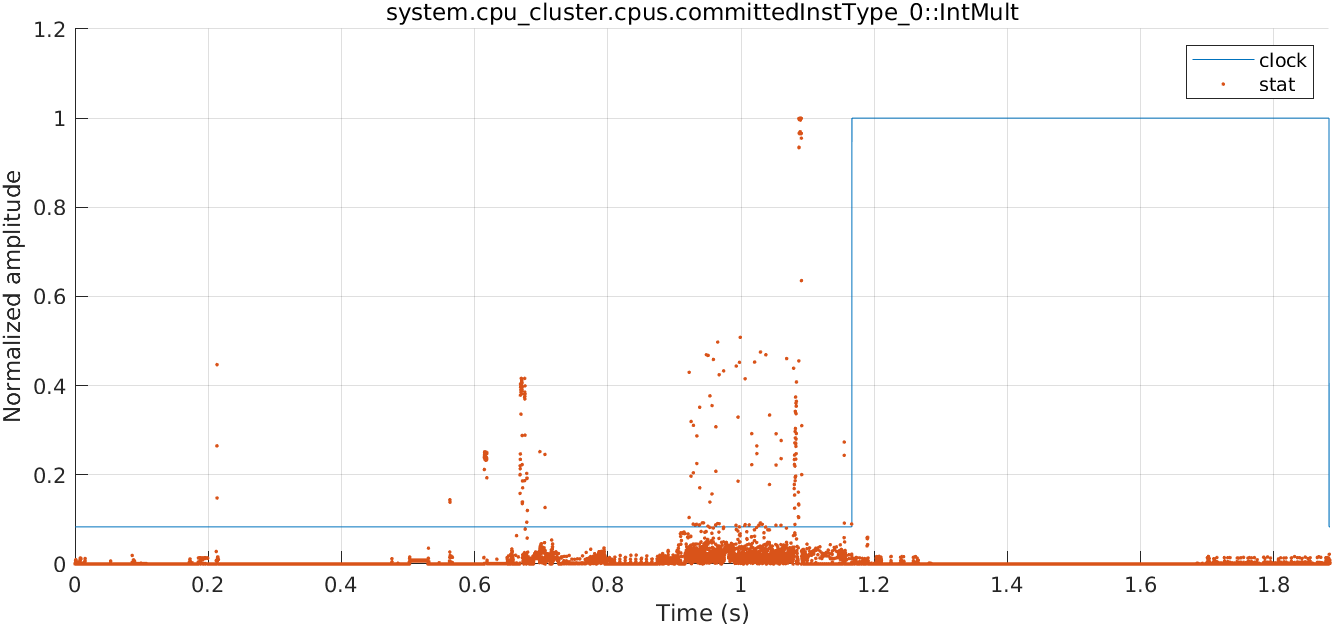 system.cpu_cluster.cpus.committedInstType_0::IntMult
clock
stat
Normalized amplitude
1.2
1
0.8
0.6
0.4
0.2
0
0 0.2 0.4 0.6 0.8 1 1.2 1.4 1.6 1.8
Time (s)